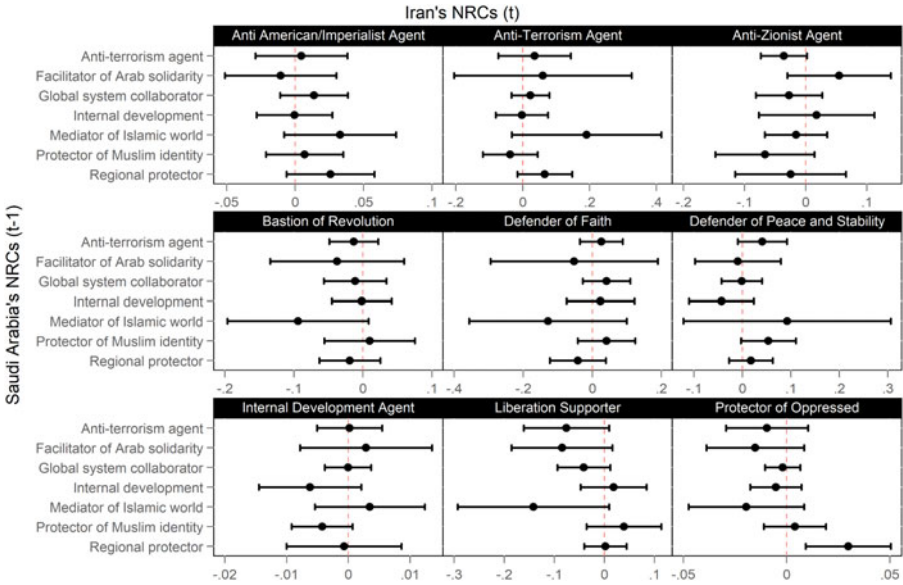 Iran's NRCs (t)
Anti American/Imperialist Agent Anti-Terrorism Agent Anti-Zionist Agent
Anti-terrorism agent
Facilitator of Arab solidarity
Global system collaborator
Internal development
Mediator of Islamic world
Protector of Muslim identity
Regional protector
-.05 0 .05 .1 -.2 0 .2 .4 -.2 -.1 0 .1
Saudi Arabia's NRCs (t-1)
Bastion of Revolution Defender of Faith Defender of Peace and Stability
Anti-terrorism agent
Facilitator of Arab solidarity
Global system collaborator
Internal development
Mediator of Islamic world
Protector of Muslim identity
Regional protector
-.2 -.1 0 .1 -.4 -.2 0 .2 -.1 0 .1 .2 .3
Internal Development Agent Liberation Supporter Protector of Oppressed
Anti-terrorism agent
Facilitator of Arab solidarity
Global system collaborator
Internal development
Mediator of Islamic world
Protector of Muslim identity
Regional protector
-.02 -.01 0 .01 -.3 -.2 -.1 0 .1 -.05 0 .05